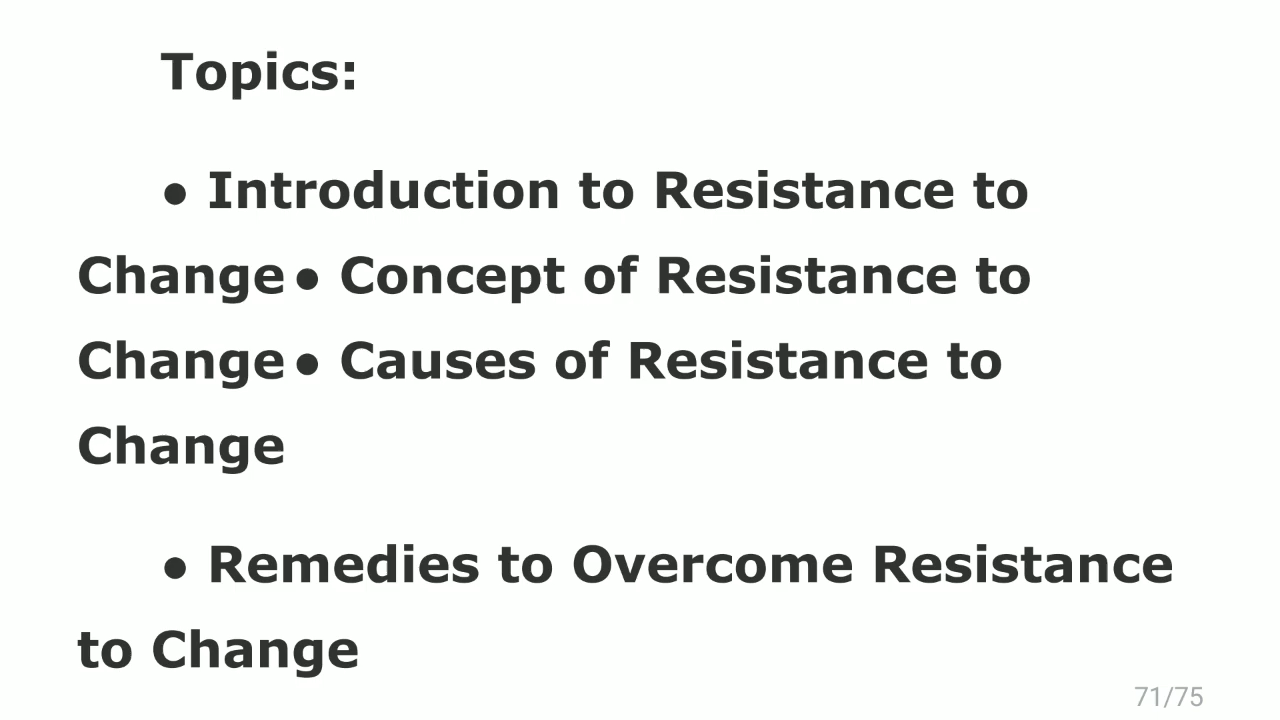 Topics:
● Introduction to Resistance to
Change● Concept of Resistance to
Change● Causes of Resistance to
Change
● Remedies to Overcome Resistance
to Change
71/75